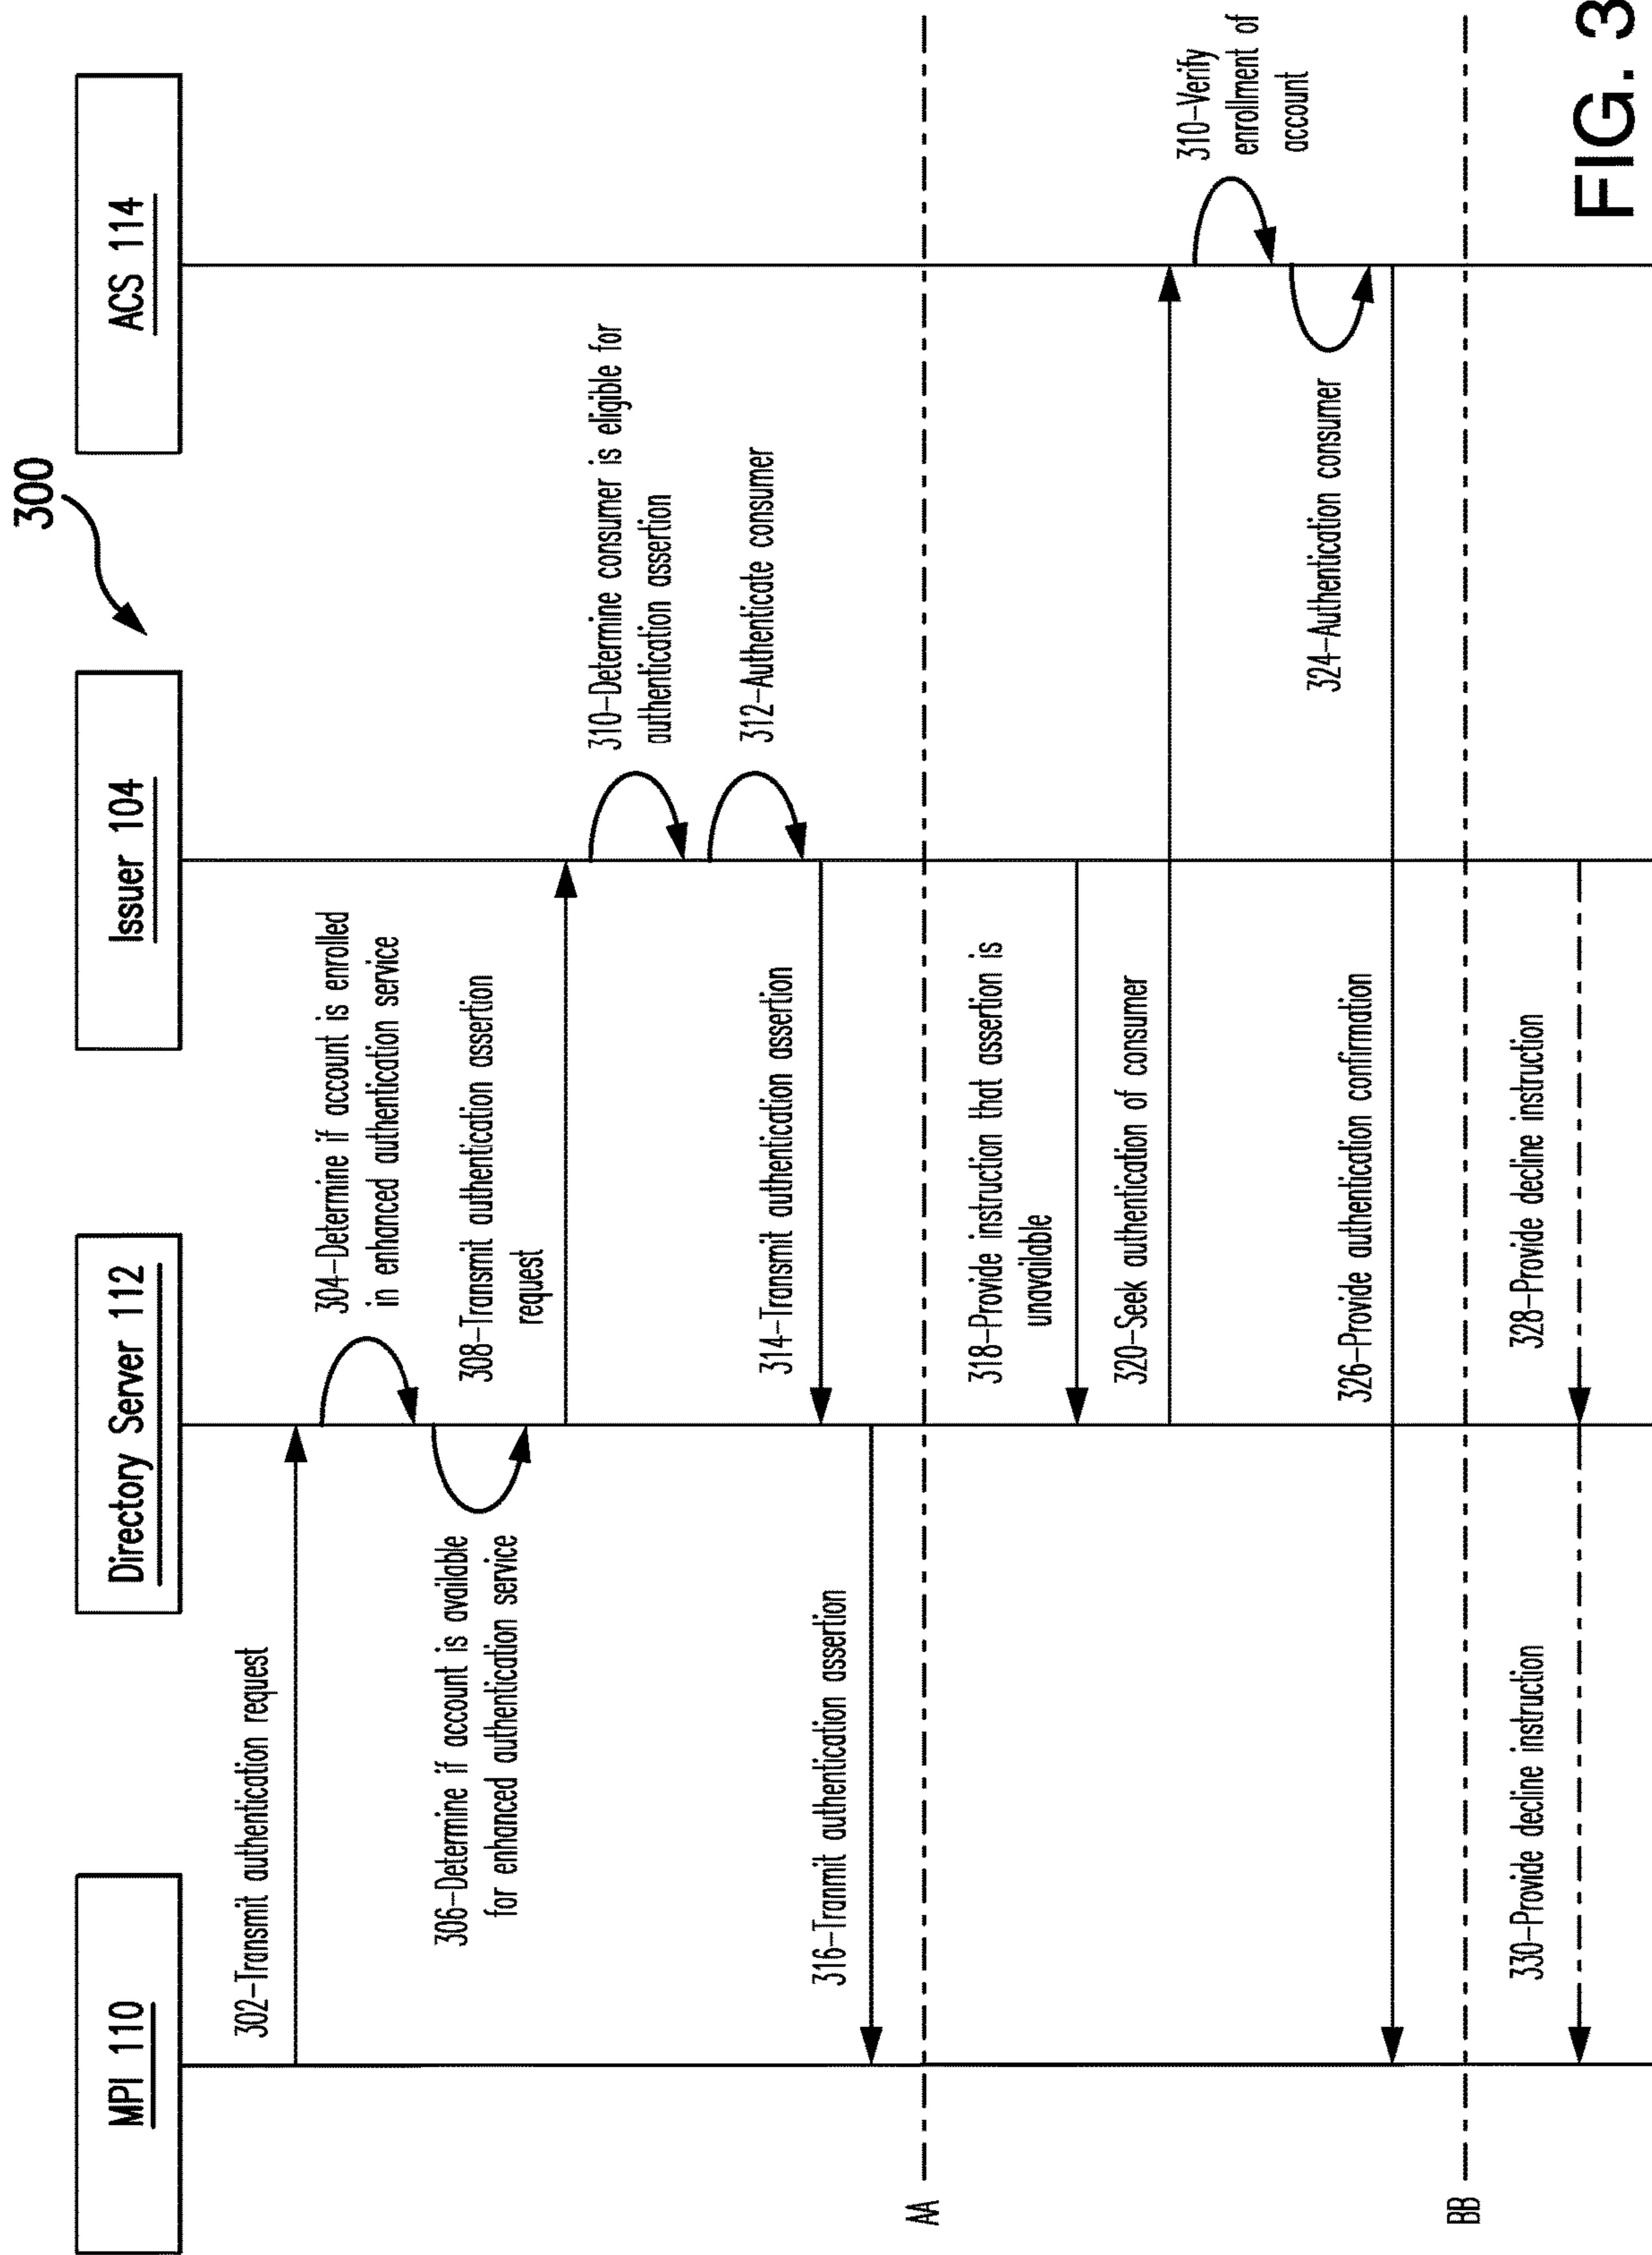 300
MPI 110
Directory Server 112
Issuer 104
ACS 114
302–Transmit authentication request
304–Determine if account is enrolled
in enhanced authentication service
306–Determine if account is available
for enhanced authentication service
308–Transmit authentication assertion
request
310–Determine consumer is eligible for
authentication assertion
312–Authenticate consumer
314–Transmit authentication assertion
316–Tranmit authentication assertion
AA
318–Provide instruction that assertion is
unavailable
320–Seek authentication of consumer
310–Verify
enrollment of
account
324–Authentication consumer
326–Provide authentication confirmation
BB
328–Provide decline instruction
330–Provide decline instruction
FIG. 3